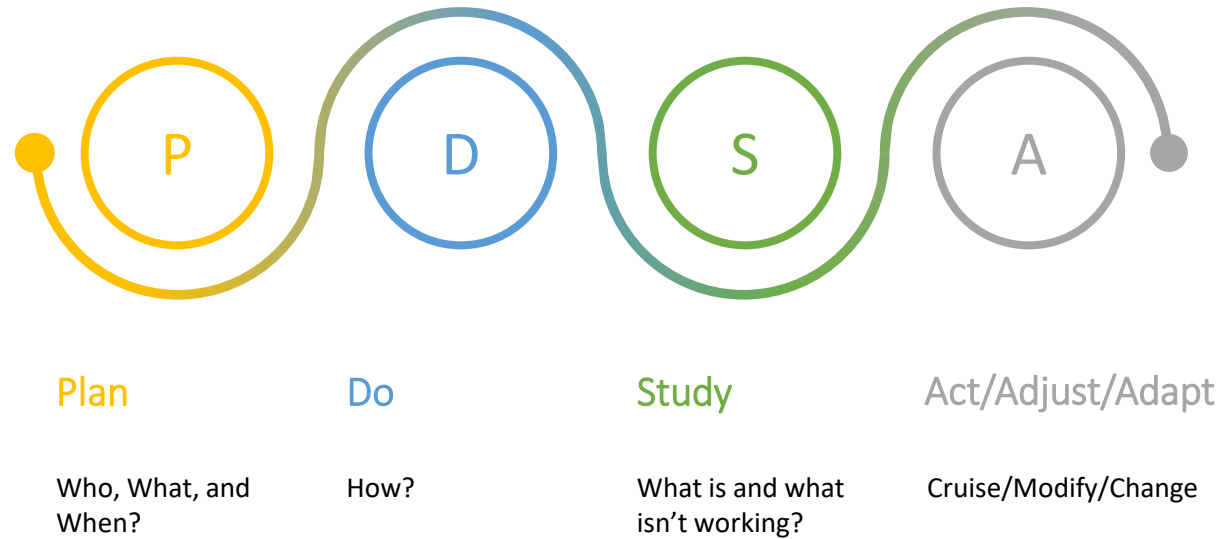 P
D
S
A
Plan
Do
Study
Act/Adjust/Adapt
Who, What, and
When?
How?
What is and what
isn’t working?
Cruise/Modify/Change